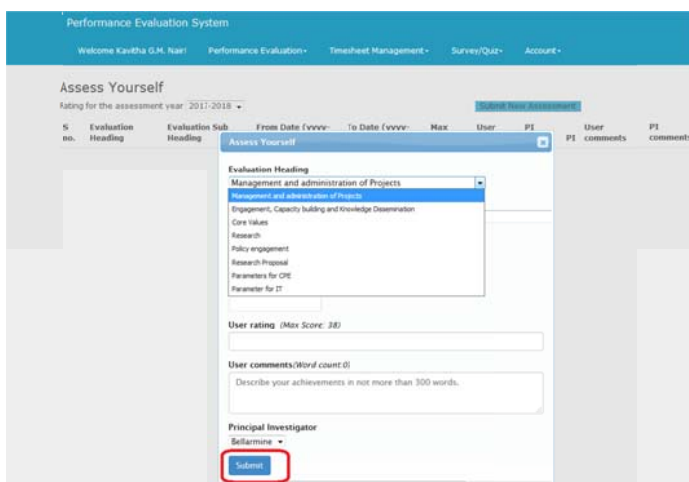 Performance Evaluation System
Welcome Kavitha G.M. Nair! Performance Evaluation Timesheet Management Survey/Quiz Account
Assess Yourself
Rating for the assessment year 2017-2018
Submit New Assessment
S no. Evaluation Heading Evaluation Sub Heading From Date (yyyy- To Date (yyyy- Max User PI PI User comments PI comments
Assess Yourself
Evaluation Heading
Management and administration of Projects
Management and administration of Projects
Engagement, Capacity building and Knowledge Dissemination
Core Values
Research
Policy engagement
Research Proposal
Parameters for CPE
Parameter for IT
User rating (Max Score: 38)
User comments(Word count:0)
Describe your achievements in not more than 300 words.
Principal Investigator
Bellarmine
Submit